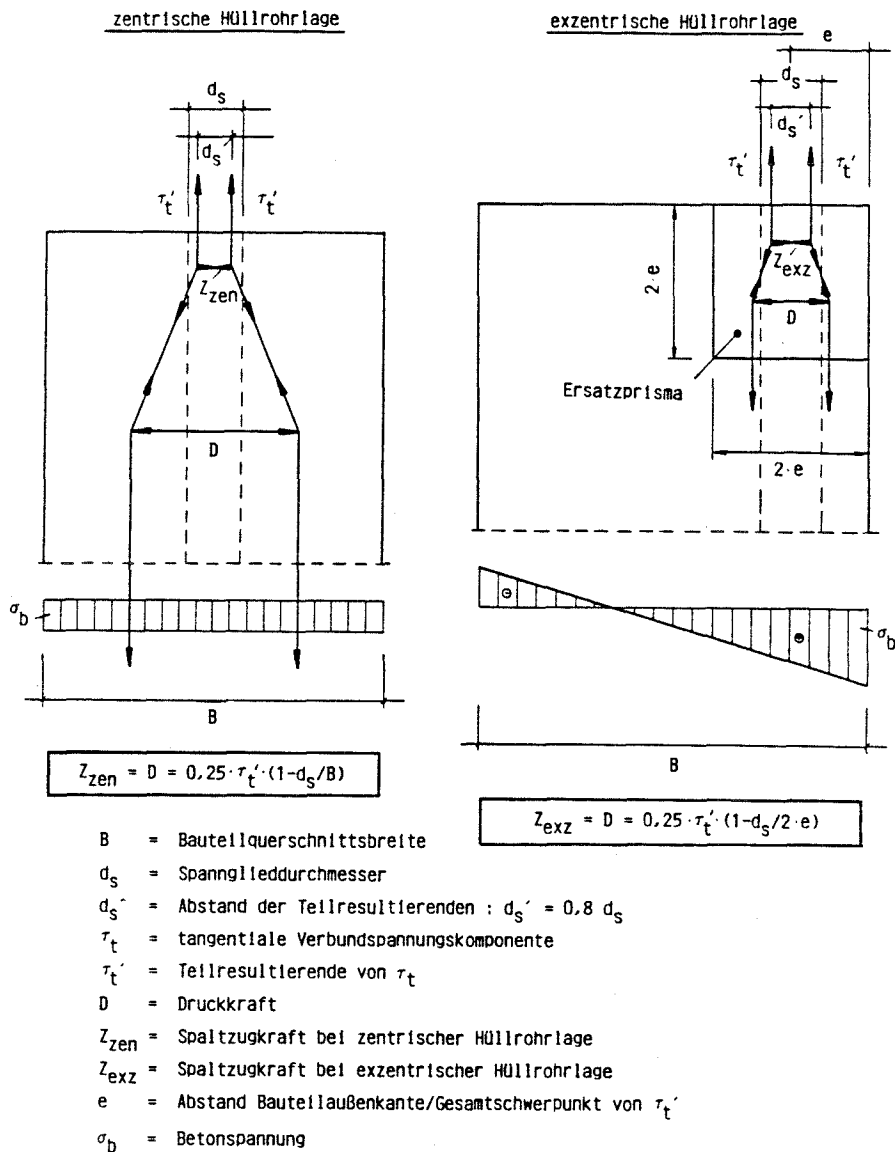 zentrische Hüllrohrlage
exzentrische Hüllrohrlage
e
d_s
d_s
d_s´
d_s´
τ_t´ τ_t´
τ_t´ τ_t´
Z_zen
Z_exz
2·e
D
D
Ersatzprisma
2·e
σ_b
σ_b
B
B
Z_zen = D = 0,25·τ_t´·(1-d_s/B)
Z_exz = D = 0,25·τ_t´·(1-d_s/2·e)
B = Bauteilquerschnittsbreite
d_s = Spannglieddurchmesser
d_s´ = Abstand der Teilresultierenden : d_s´ = 0,8 d_s
τ_t = tangentiale Verbundspannungskomponente
τ_t´ = Teilresultierende von τ_t
D = Druckkraft
Z_zen = Spaltzugkraft bei zentrischer Hüllrohrlage
Z_exz = Spaltzugkraft bei exzentrischer Hüllrohrlage
e = Abstand Bauteilaußenkante/Gesamtschwerpunkt von τ_t´
σ_b = Betonspannung